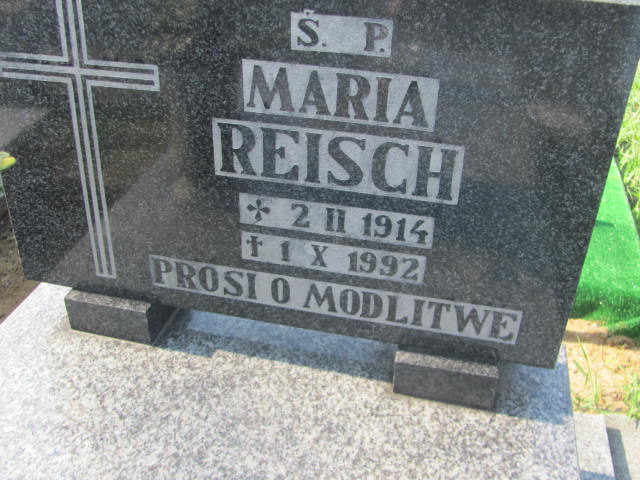 Ś. P.
MARIA
REISCH
* 2 II 1914
† 1 X 1992
PROSI O MODLITWE